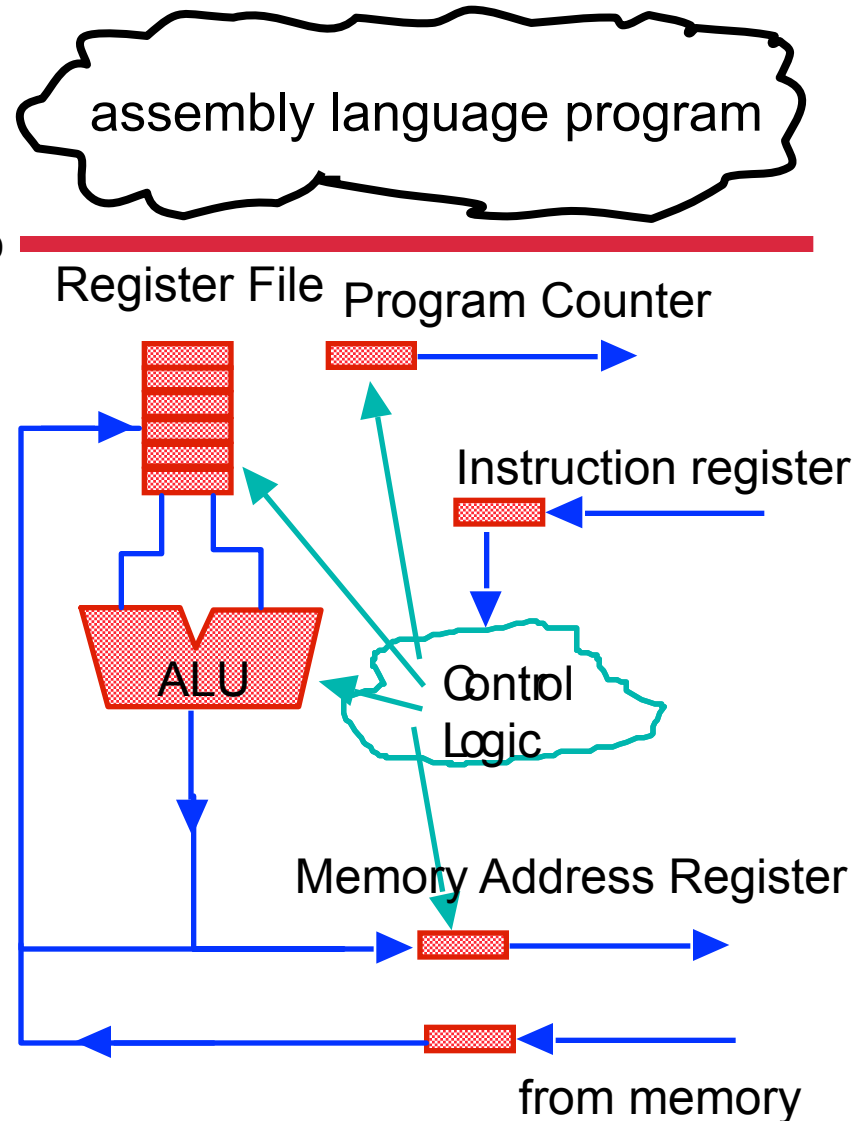 assembly language program
Register File
Program Counter
Instruction register
ALU
Control
Logic
Memory Address Register
from memory